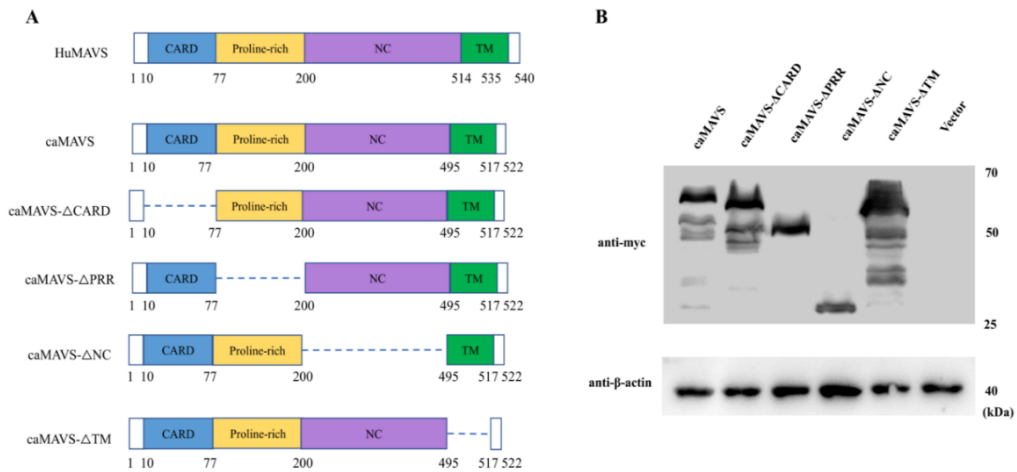 A
HuMAVS
CARD Proline-rich NC TM
1 10 77 200 514 535 540
caMAVS
CARD Proline-rich NC TM
1 10 77 200 495 517 522
caMAVS-△CARD
Proline-rich NC TM
1 10 77 200 495 517 522
caMAVS-△PRR
CARD NC TM
1 10 77 200 495 517 522
caMAVS-△NC
CARD Proline-rich TM
1 10 77 200 495 517 522
caMAVS-△TM
CARD Proline-rich NC
1 10 77 200 495 517 522
B
caMAVS
caMAVS-ΔCARD
caMAVS-ΔPRR
caMAVS-ΔNC
caMAVS-ΔTM
Vector
70
anti-myc
50
25
anti-β-actin
40
(kDa)